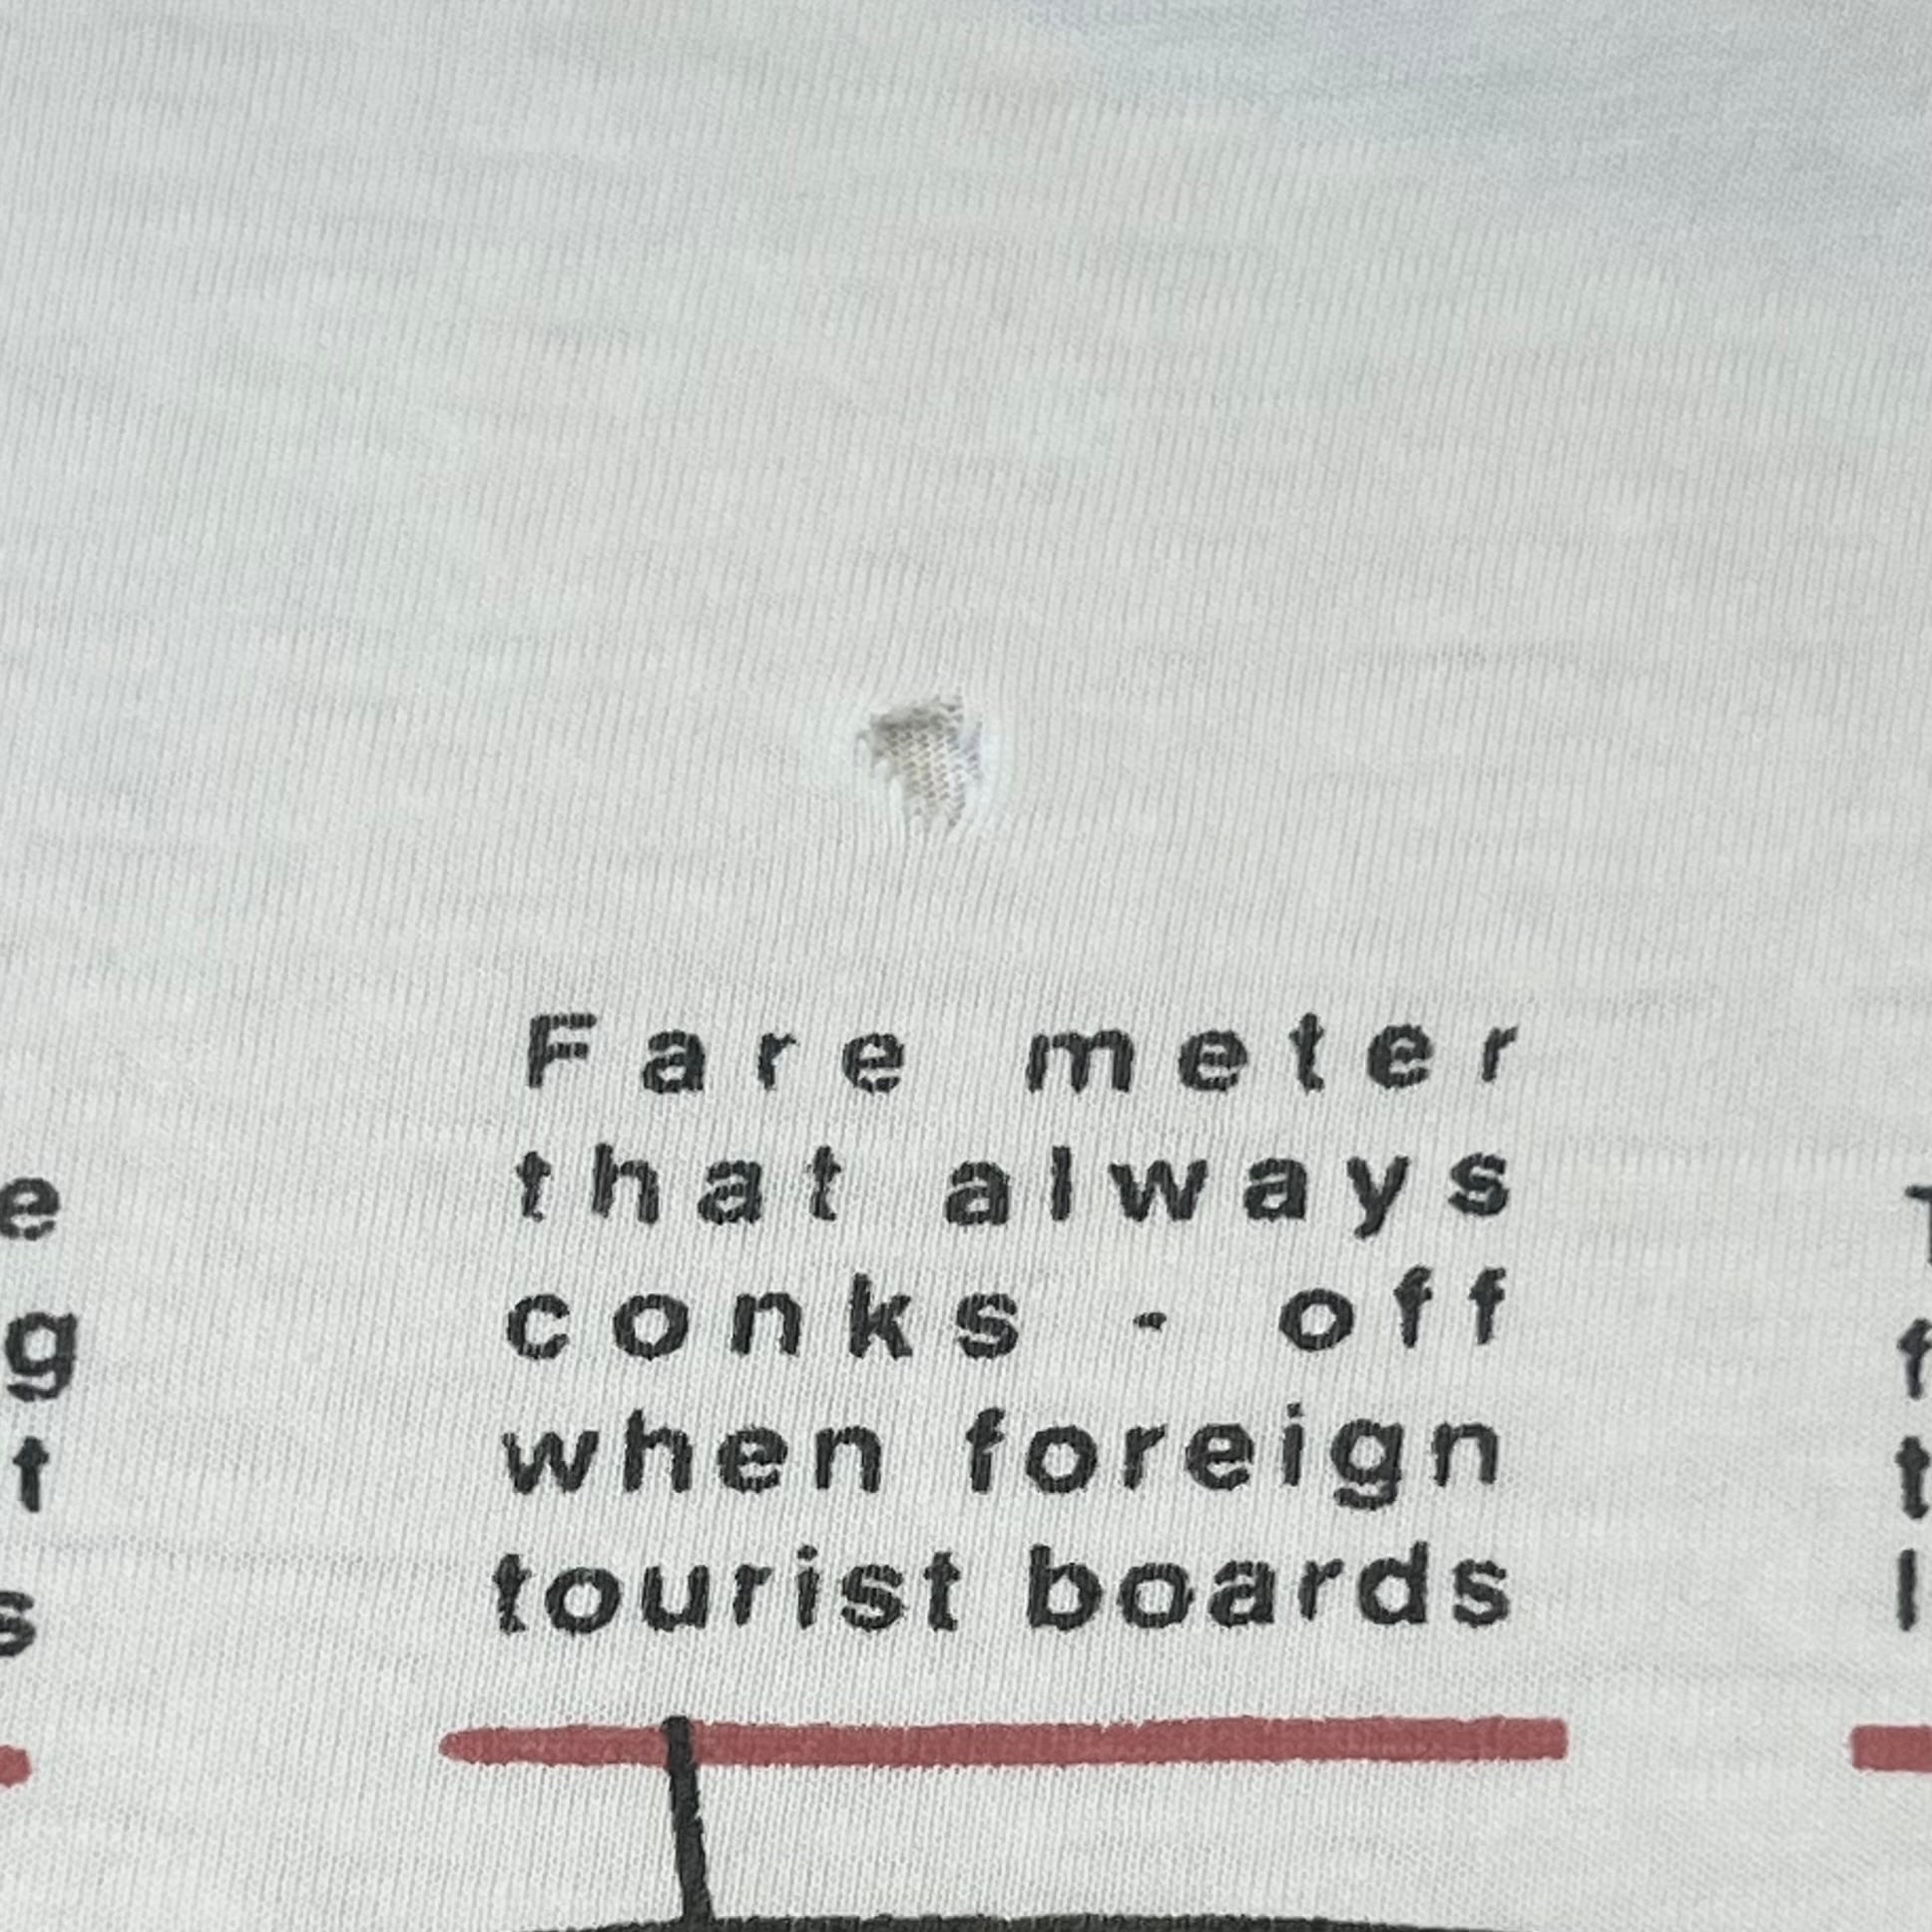 Fare meter
that always
conks - off
when foreign
tourist boards